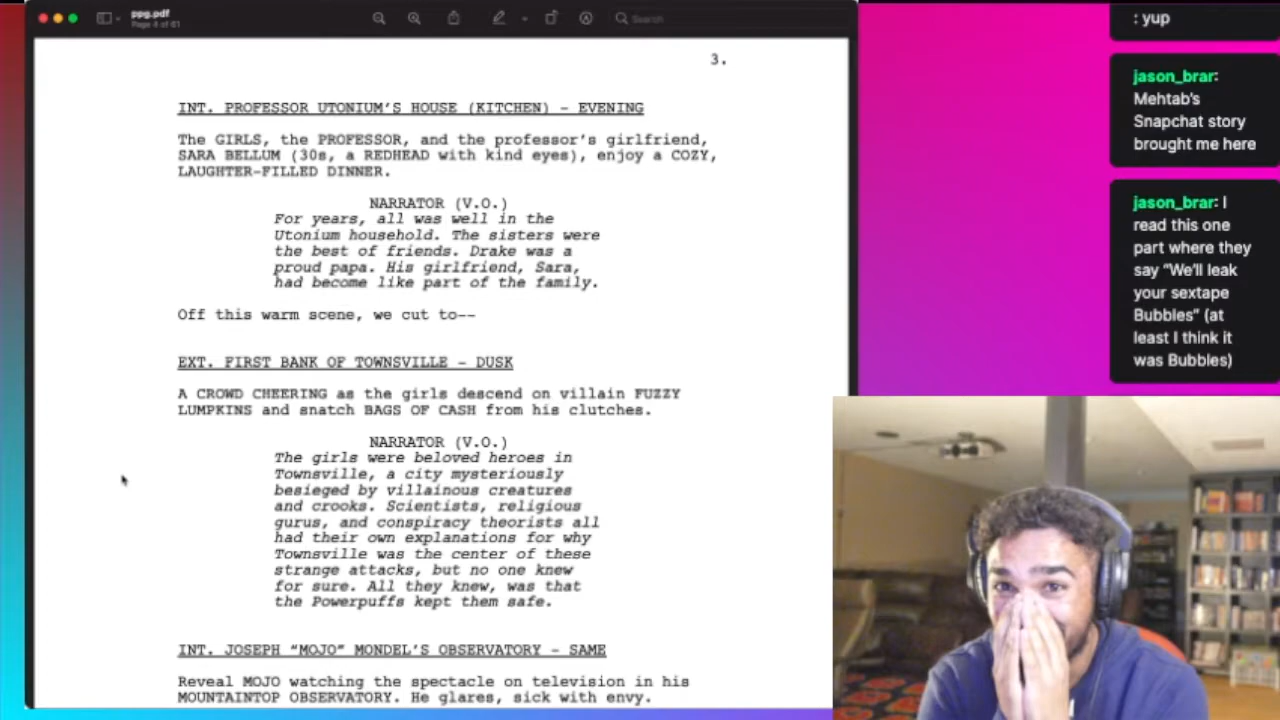 ppg.pdf
Page 4 of 61
Search
3.
INT. PROFESSOR UTONIUM'S HOUSE (KITCHEN) - EVENING
The GIRLS, the PROFESSOR, and the professor's girlfriend,
SARA BELLUM (30s, a REDHEAD with kind eyes), enjoy a COZY,
LAUGHTER-FILLED DINNER.
NARRATOR (V.O.)
For years, all was well in the
Utonium household. The sisters were
the best of friends. Drake was a
proud papa. His girlfriend, Sara,
had become like part of the family.
Off this warm scene, we cut to--
EXT. FIRST BANK OF TOWNSVILLE - DUSK
A CROWD CHEERING as the girls descend on villain FUZZY
LUMPKINS and snatch BAGS OF CASH from his clutches.
NARRATOR (V.O.)
The girls were beloved heroes in
Townsville, a city mysteriously
besieged by villainous creatures
and crooks. Scientists, religious
gurus, and conspiracy theorists all
had their own explanations for why
Townsville was the center of these
strange attacks, but no one knew
for sure. All they knew, was that
the Powerpuffs kept them safe.
INT. JOSEPH "MOJO" MONDEL'S OBSERVATORY - SAME
Reveal MOJO watching the spectacle on television in his
MOUNTAINTOP OBSERVATORY. He glares, sick with envy.
: yup
jason_brar:
Mehtab's
Snapchat story
brought me here
jason_brar: I
read this one
part where they
say "We'll leak
your sextape
Bubbles" (at
least I think it
was Bubbles)